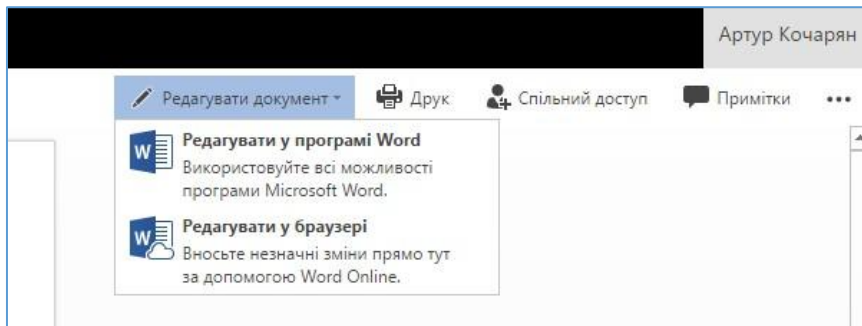 Артур Кочарян
Редагувати документ Друк Спільний доступ Примітки
Редагувати у програмі Word
Використовуйте всі можливості
програми Microsoft Word.
Редагувати у браузері
Вносьте незначні зміни прямо тут
за допомогою Word Online.